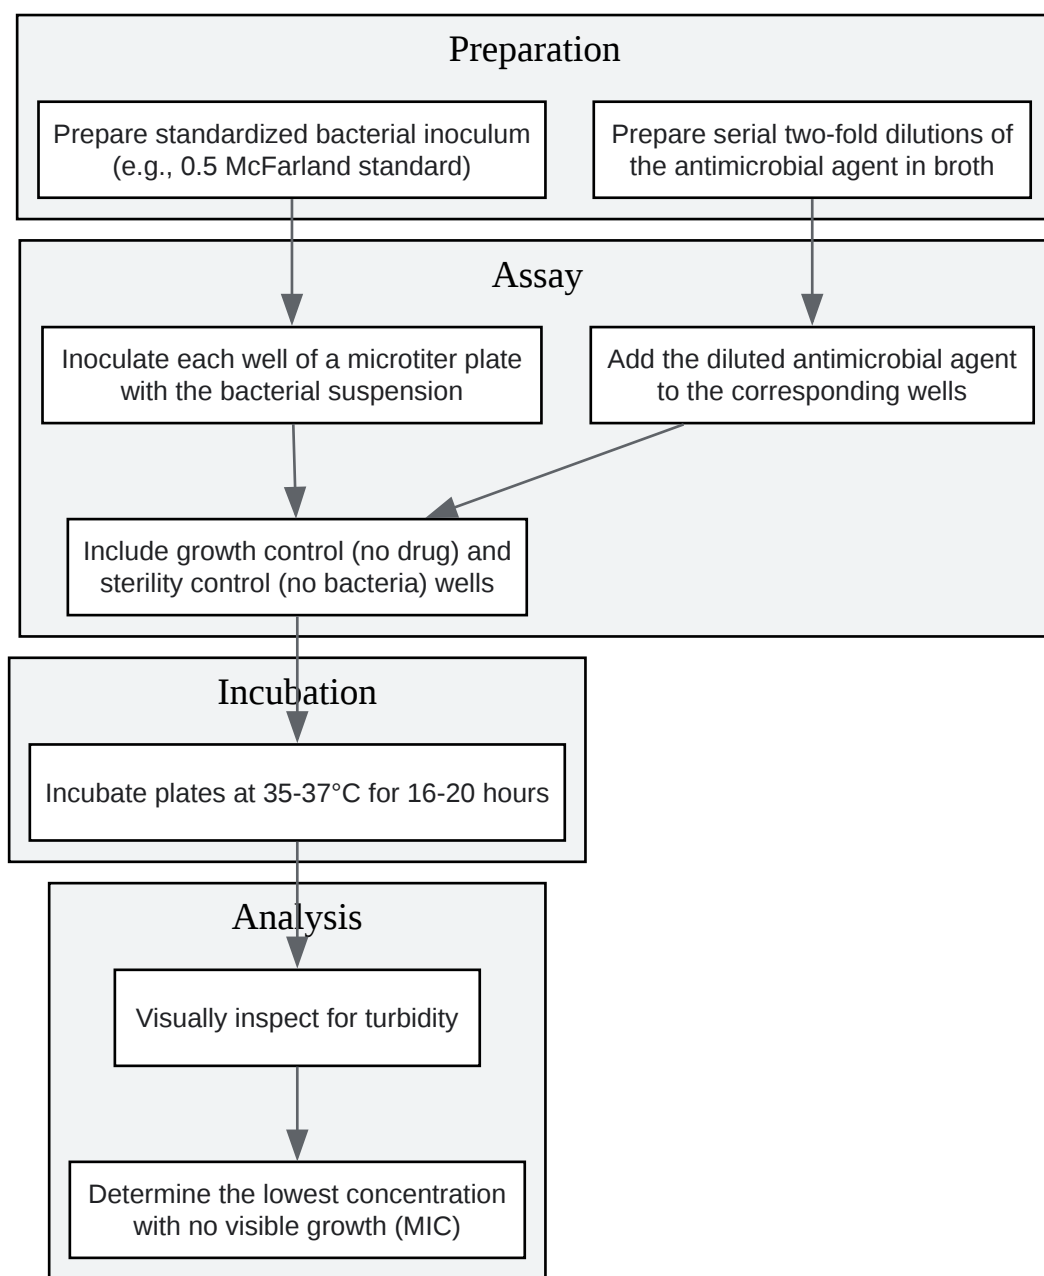 Preparation
Prepare standardized bacterial inoculum
(e.g., 0.5 McFarland standard)
Prepare serial two-fold dilutions of
the antimicrobial agent in broth
Assay
Inoculate each well of a microtiter plate
with the bacterial suspension
Add the diluted antimicrobial agent
to the corresponding wells
Include growth control (no drug) and
sterility control (no bacteria) wells
Incubation
Incubate plates at 35-37°C for 16-20 hours
Analysis
Visually inspect for turbidity
Determine the lowest concentration
with no visible growth (MIC)